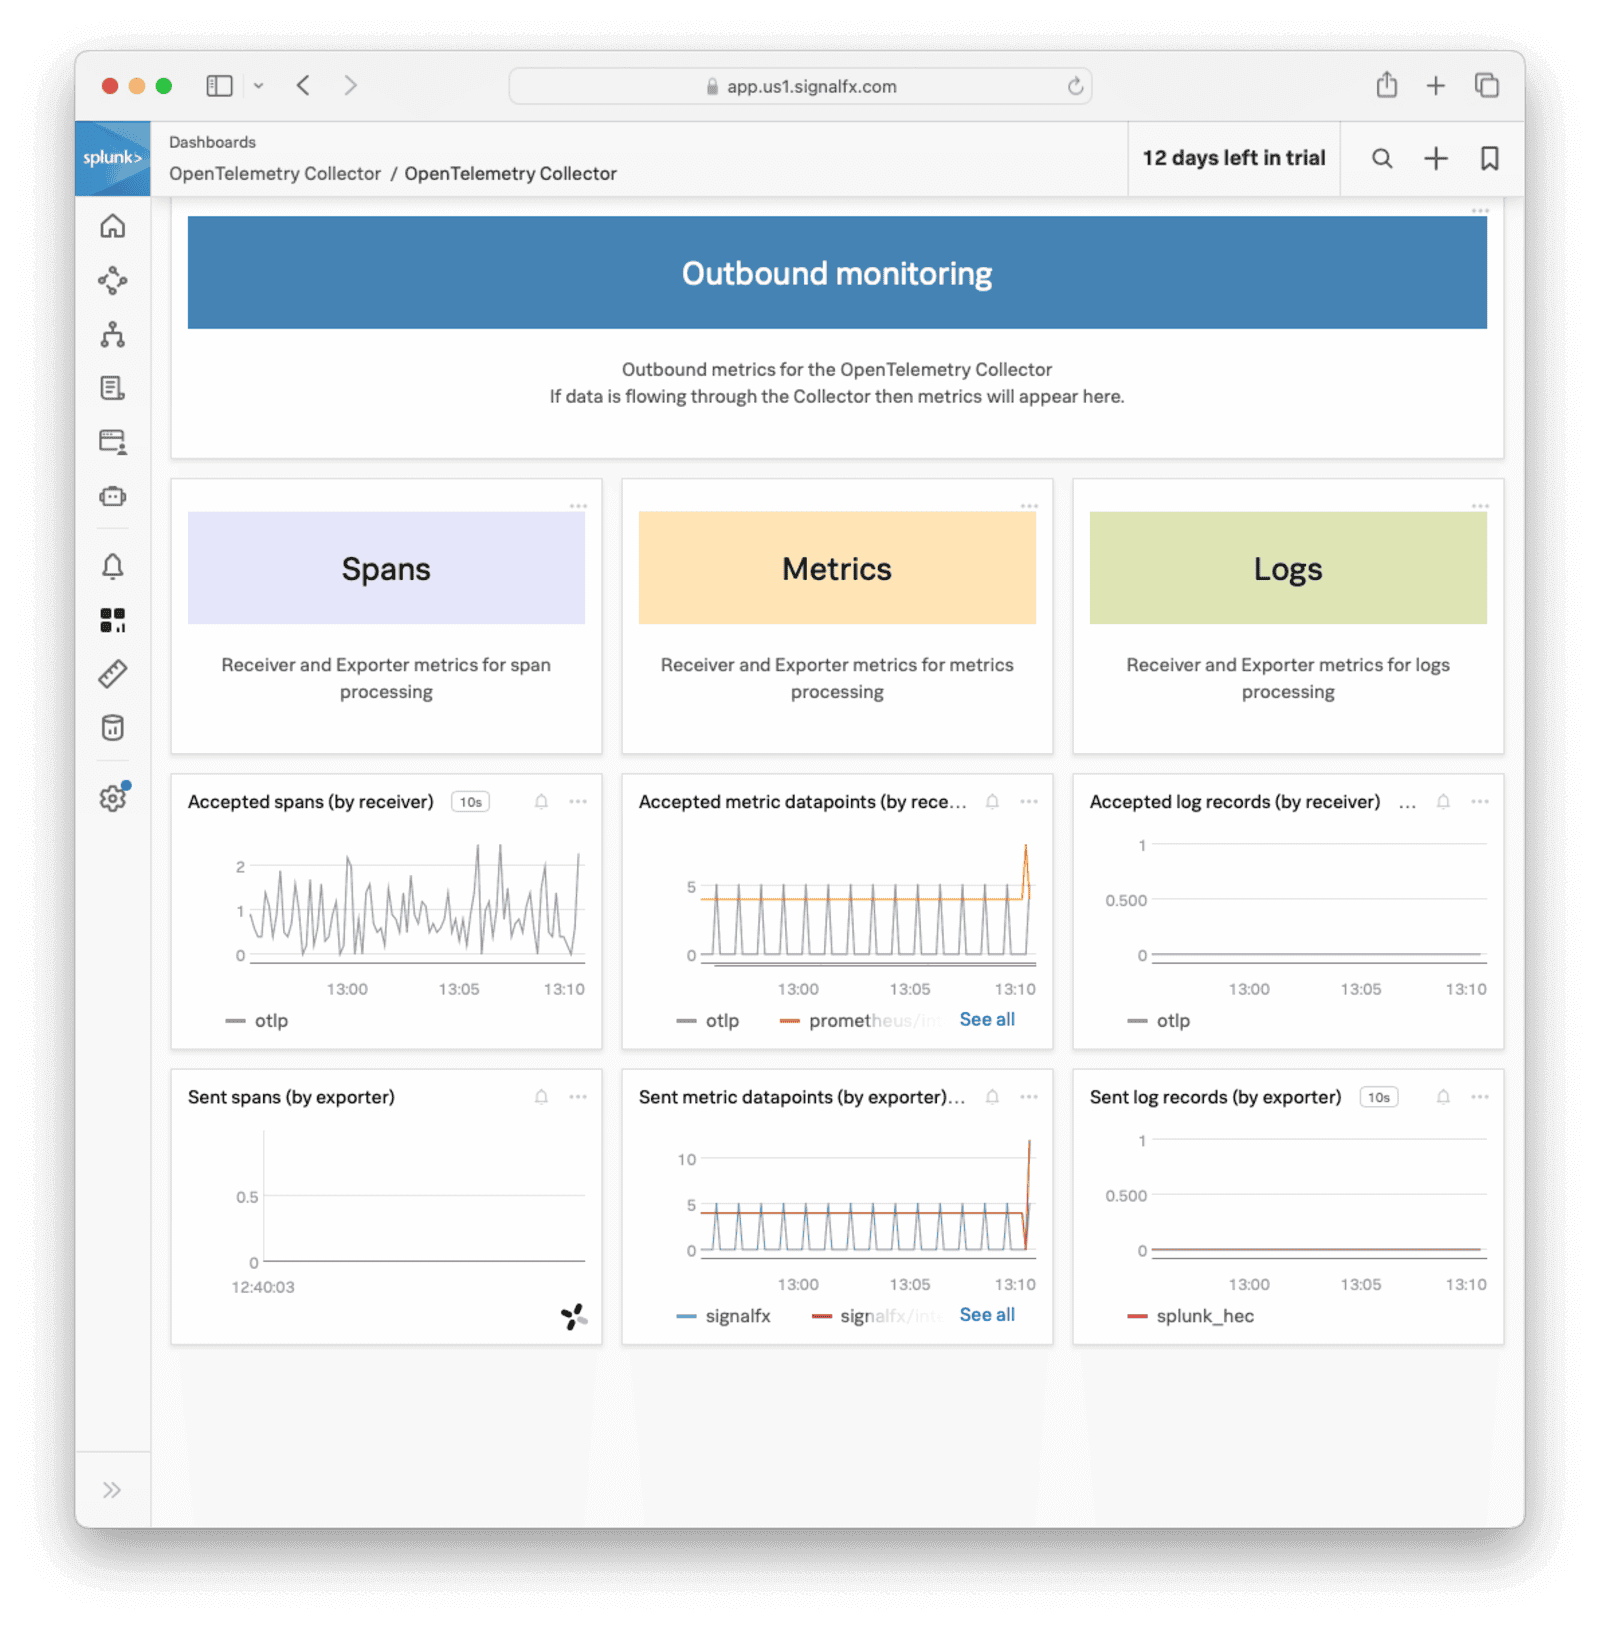 app.us1.signalfx.com
splunk>
Dashboards
OpenTelemetry Collector / OpenTelemetry Collector
12 days left in trial
Outbound monitoring
Outbound metrics for the OpenTelemetry Collector
If data is flowing through the Collector then metrics will appear here.
Spans
Receiver and Exporter metrics for span
processing
Metrics
Receiver and Exporter metrics for metrics
processing
Logs
Receiver and Exporter metrics for logs
processing
Accepted spans (by receiver) 10s
2
1
0
13:00 13:05 13:10
otlp
Accepted metric datapoints (by rece...
5
0
13:00 13:05 13:10
otlp prometheus/int See all
Accepted log records (by receiver) ...
1
0.500
0
13:00 13:05 13:10
otlp
Sent spans (by exporter)
0.5
0
12:40:03
Sent metric datapoints (by exporter)...
10
5
0
13:00 13:05 13:10
signalfx signalfx/inte See all
Sent log records (by exporter) 10s
1
0.500
0
13:00 13:05 13:10
splunk_hec